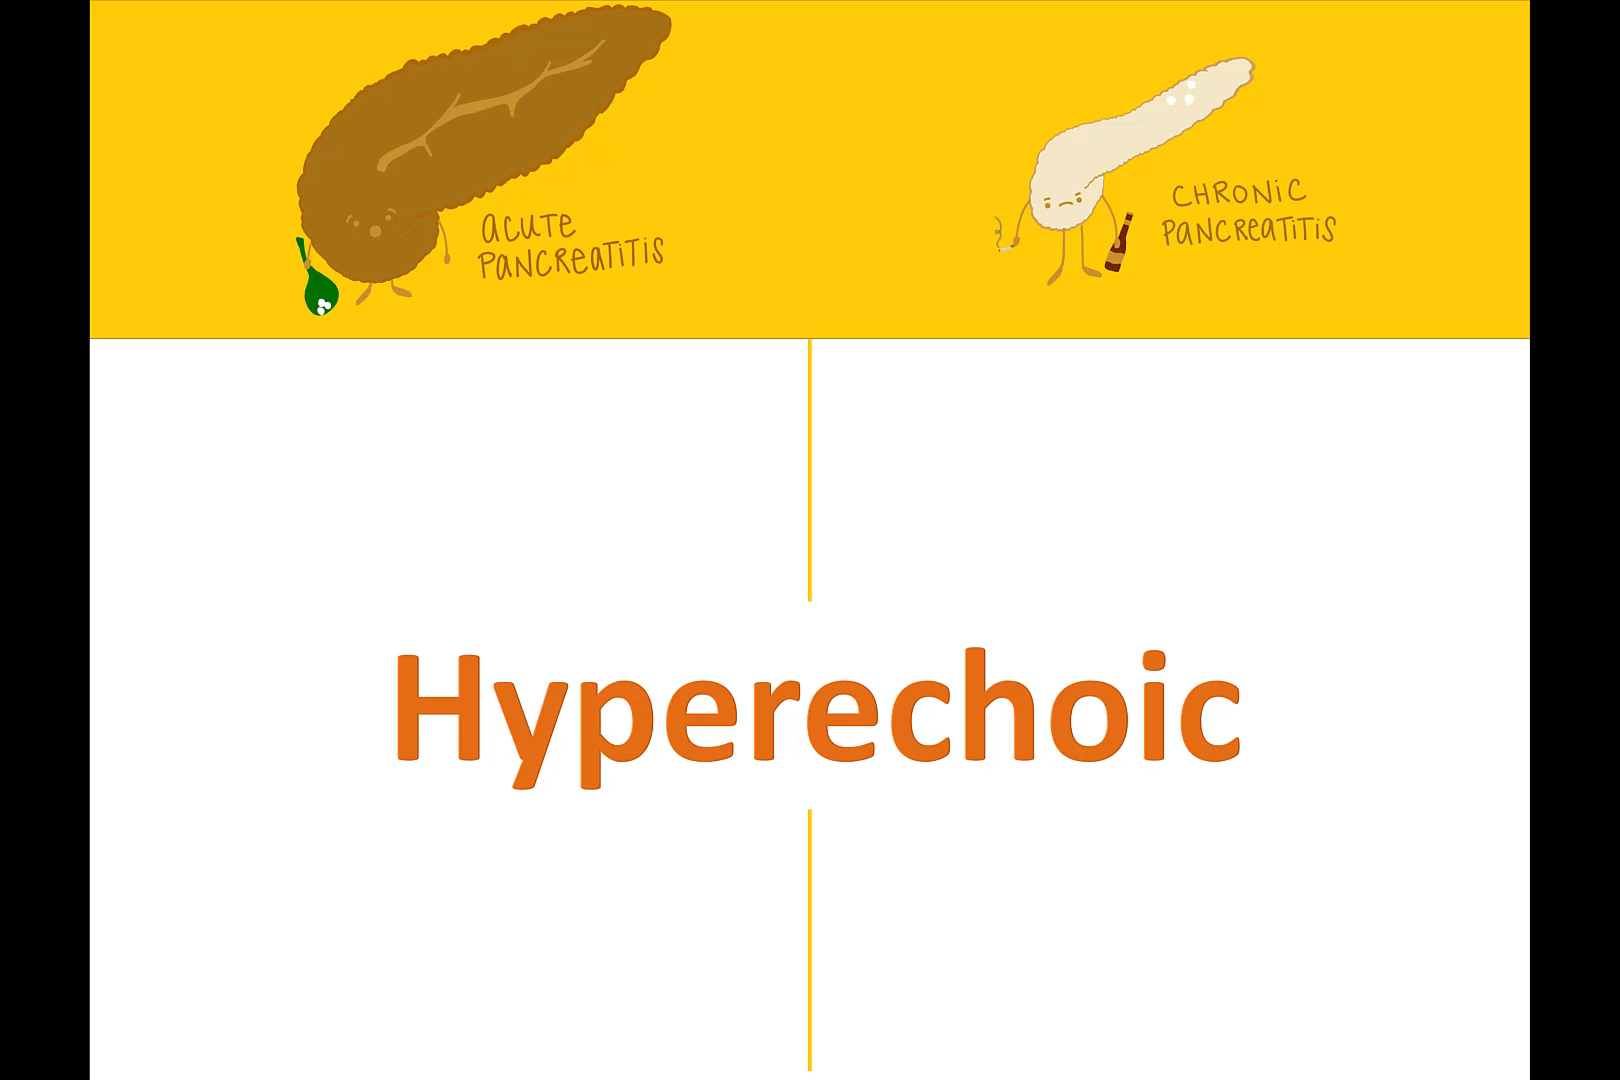 ACUTE
PANCREATITIS
CHRONIC
PANCREATITIS
Hyperechoic